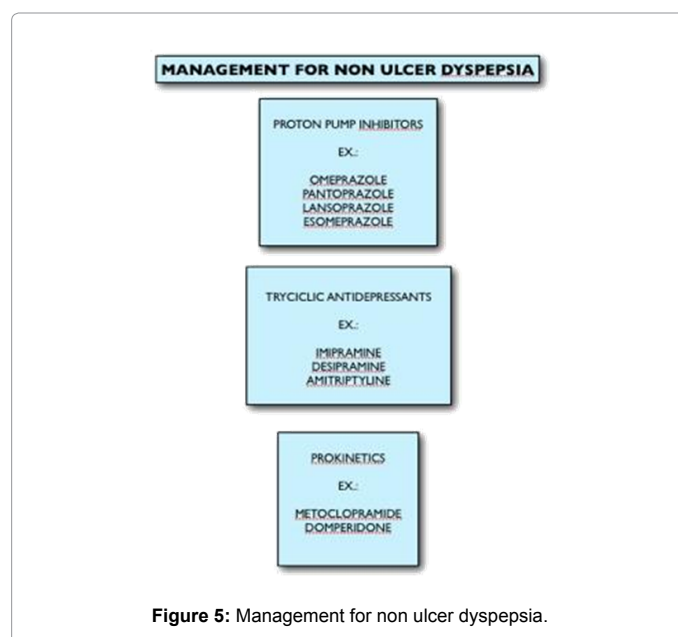 MANAGEMENT FOR NON ULCER DYSPEPSIA
PROTON PUMP INHIBITORS
EX.:
OMEPRAZOLE
PANTOPRAZOLE
LANSOPRAZOLE
ESOMEPRAZOLE
TRYCICLIC ANTIDEPRESSANTS
EX.:
IMIPRAMINE
DESIPRAMINE
AMITRIPTYLINE
PROKINETICS
EX.:
METOCLOPRAMIDE
DOMPERIDONE
Figure 5: Management for non ulcer dyspepsia.